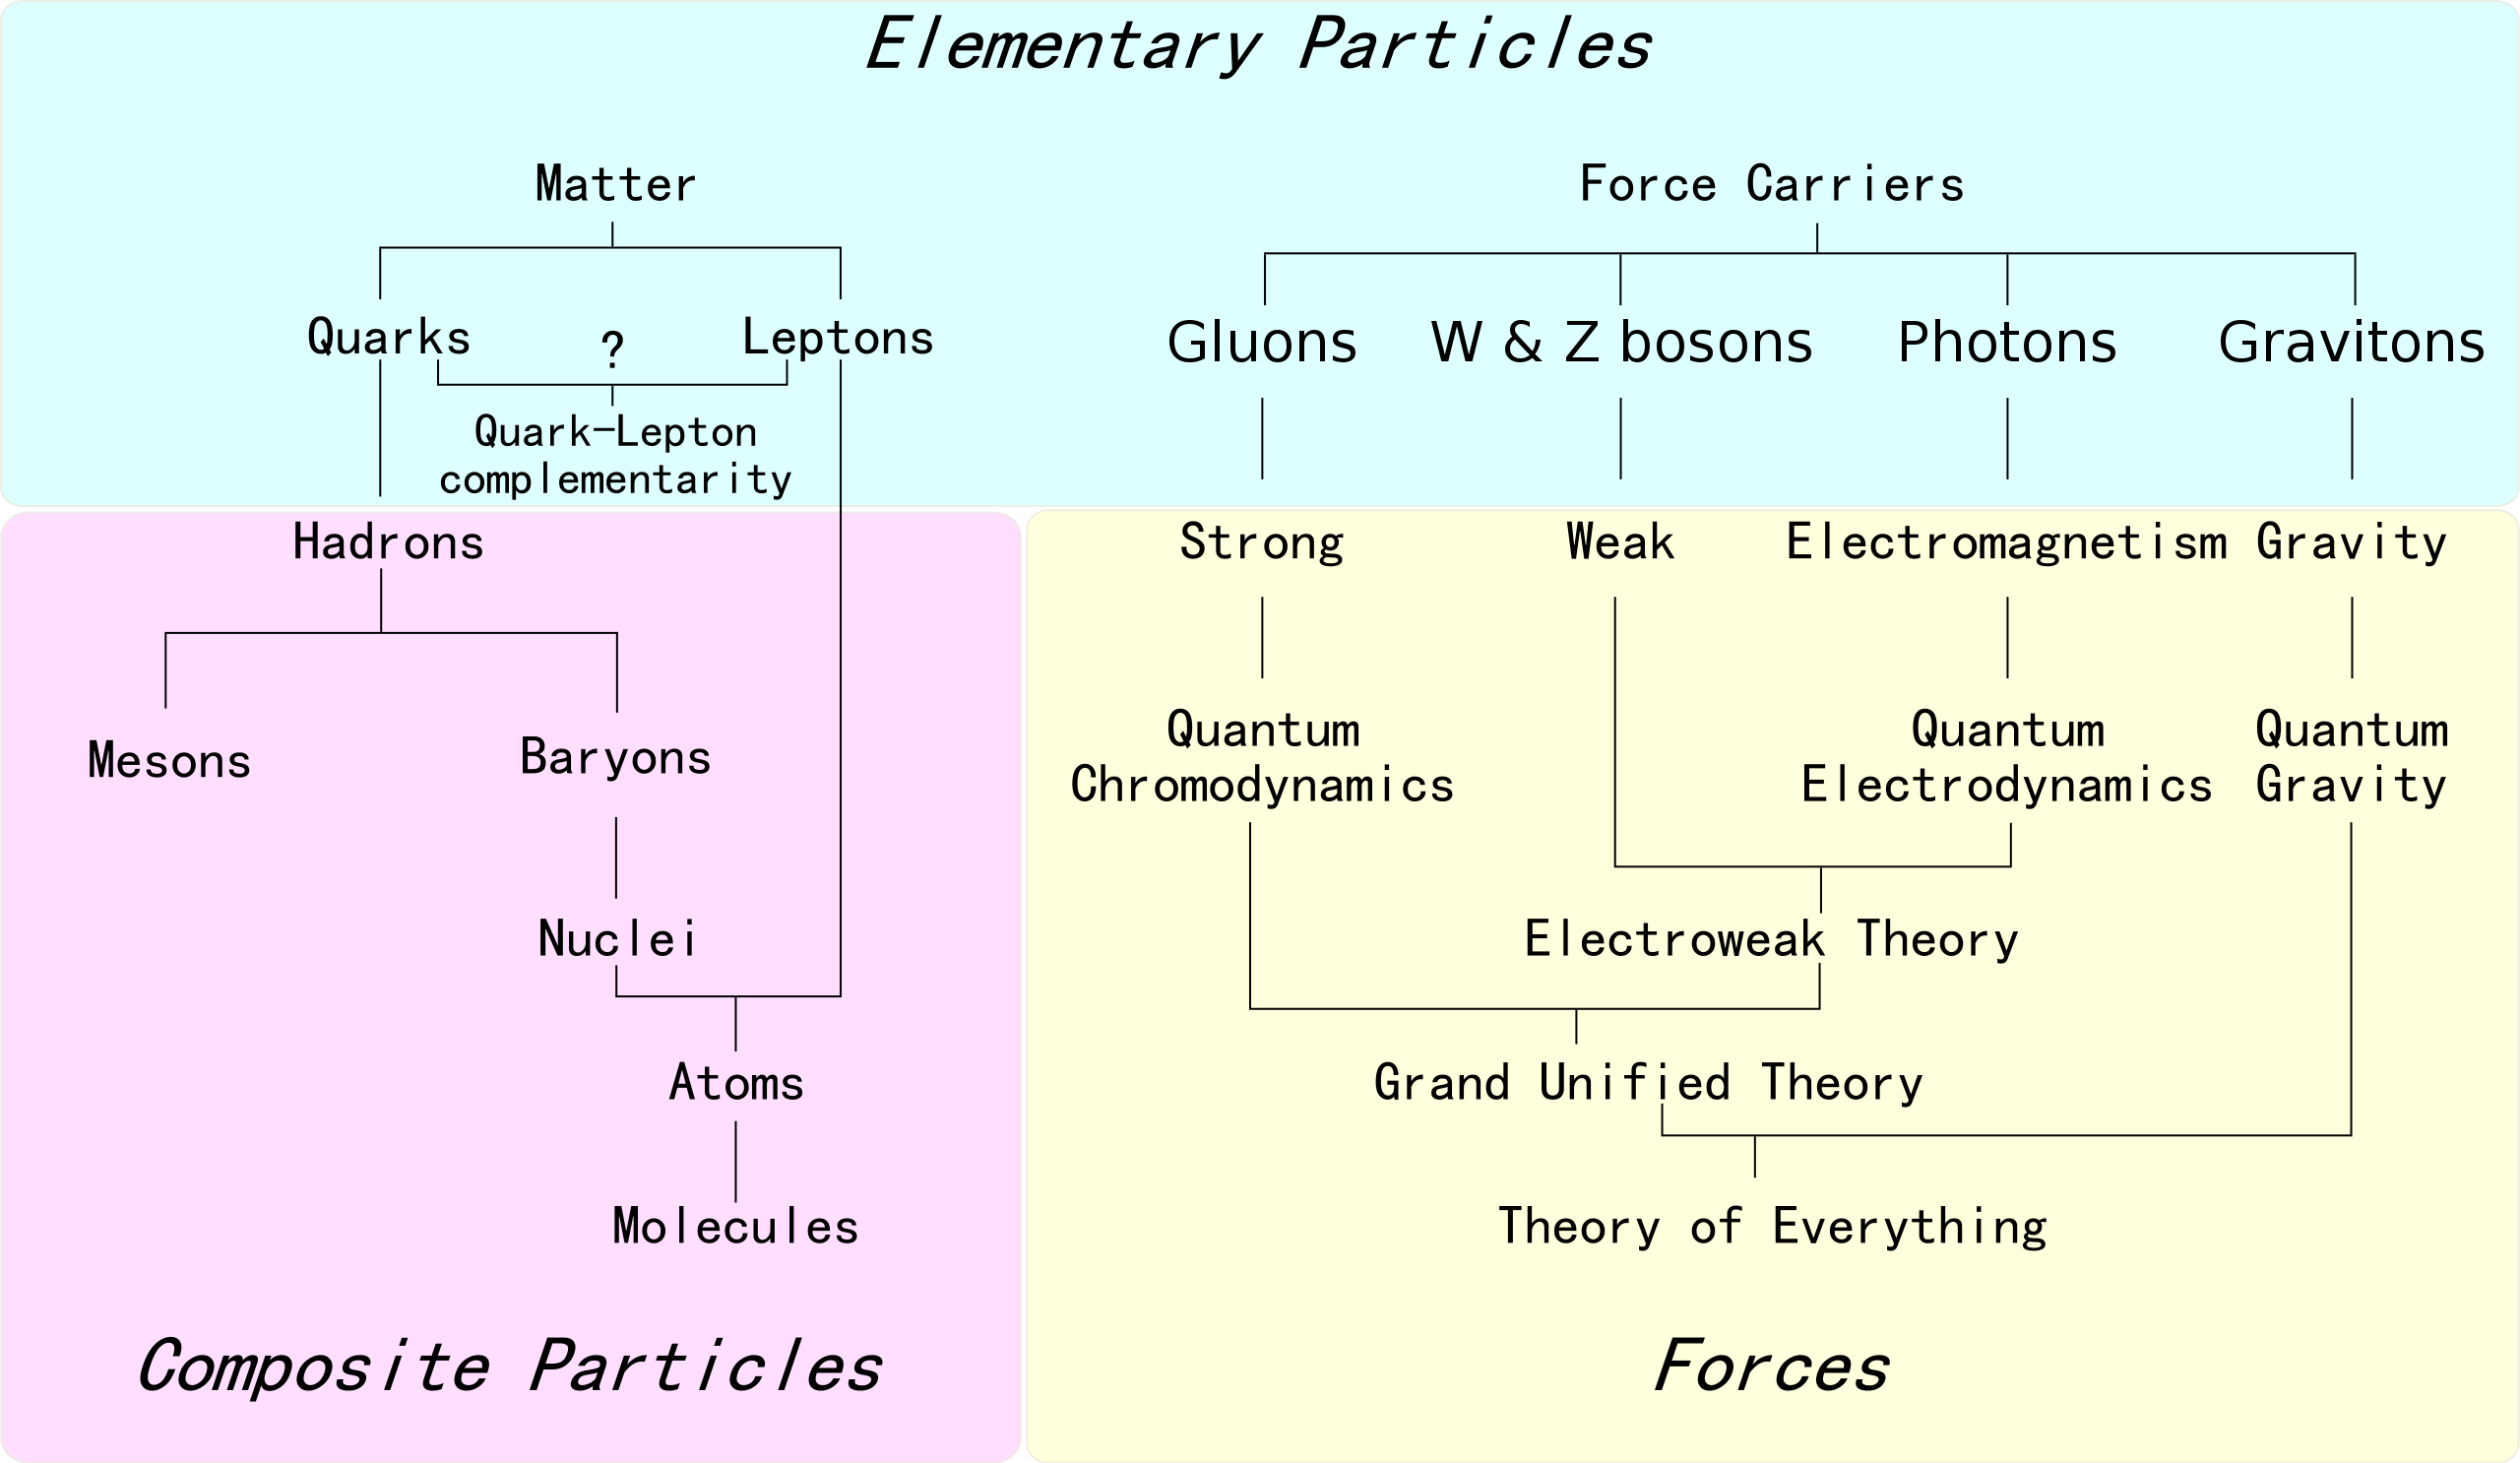 Elementary Particles
Matter
Force Carriers
Quarks
?
Leptons
Gluons
W & Z bosons
Photons
Gravitons
Quark-Lepton
complementarity
Hadrons
Strong
Weak
Electromagnetism
Gravity
Mesons
Baryons
Quantum
Chromodynamics
Quantum
Electrodynamics
Quantum
Gravity
Nuclei
Electroweak Theory
Atoms
Grand Unified Theory
Molecules
Theory of Everything
Composite Particles
Forces